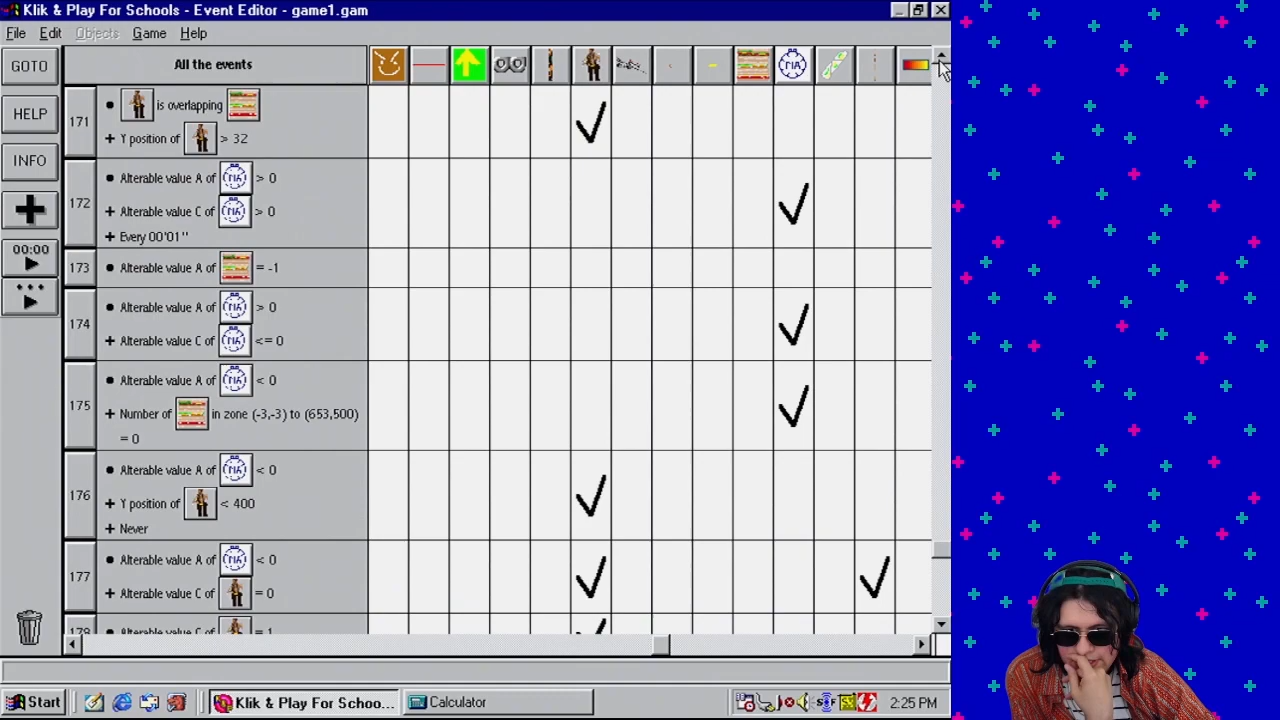 Klik & Play For Schools - Event Editor - game1.gam
File Edit Objects Game Help
GOTO
All the events
HELP
INFO
00:00
171
• is overlapping
+ Y position of > 32
172
• Alterable value A of > 0
+ Alterable value C of > 0
+ Every 00'01''
173
• Alterable value A of = -1
174
• Alterable value A of > 0
+ Alterable value C of <= 0
175
• Alterable value A of < 0
+ Number of in zone (-3,-3) to (653,500)
= 0
176
• Alterable value A of < 0
+ Y position of < 400
+ Never
177
• Alterable value A of < 0
+ Alterable value C of = 0
178
• Alterable value C of = 1
Start
Klik & Play For Schoo...
Calculator
2:25 PM